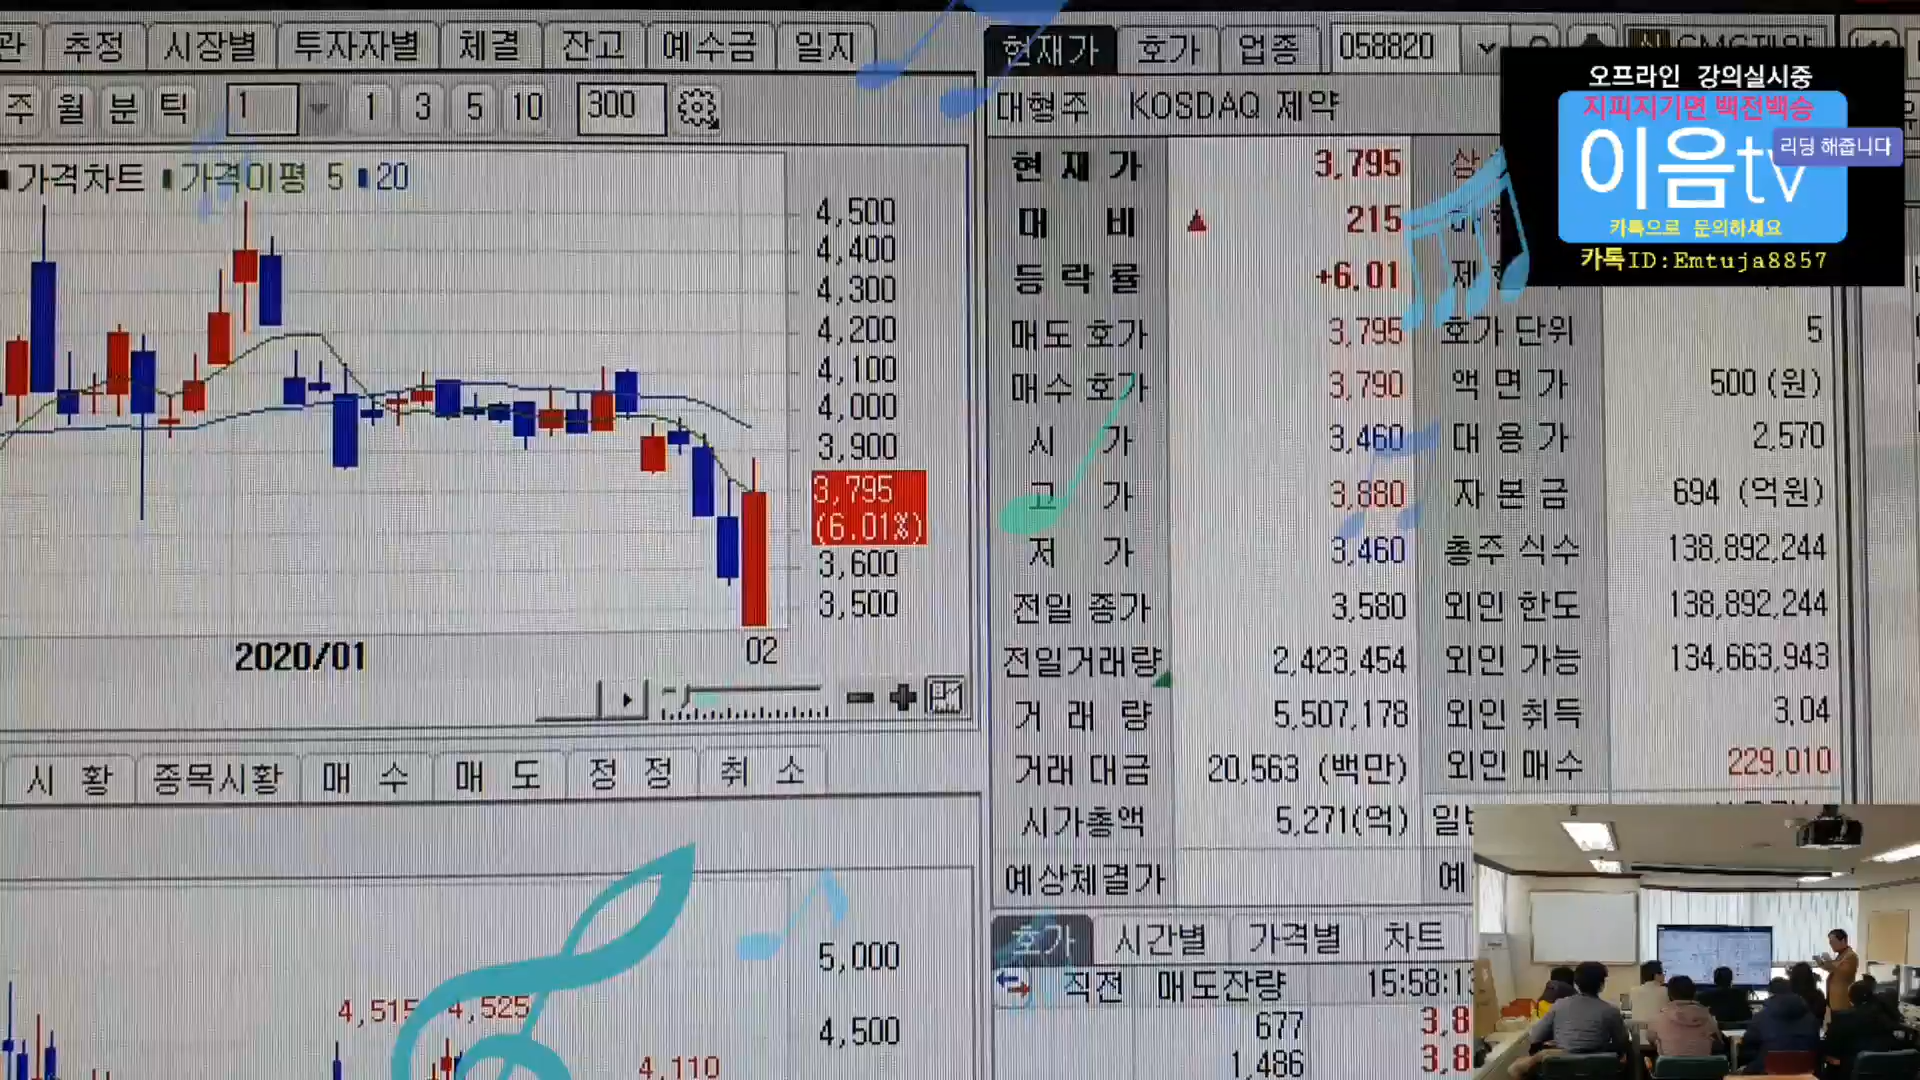 추정 시장별 투자자별 체결 잔고 예수금 일지
주 월 분 틱 1 1 3 5 10 300
가격차트 가격이평 5 20
4,500
4,400
4,300
4,200
4,100
4,000
3,900
3,795
(6.01%)
3,600
3,500
2020/01 02
시 황 종목시황 매 수 매 도 정 정 취 소
5,000
4,515 4,525
4,500
4,110
현재가 호가 업종 058820
대형주 KOSDAQ 제약
현 재 가 3,795
대 비 ▲ 215
등 락 률 +6.01
매도 호가 3,795 호가 단위 5
매수 호가 3,790 액 면 가 500 (원)
시 가 3,460 대 용 가 2,570
고 가 3,880 자 본 금 694 (억원)
저 가 3,460 총주 식수 138,892,244
전일 종가 3,580 외인 한도 138,892,244
전일거래량 2,423,454 외인 가능 134,663,943
거 래 량 5,507,178 외인 취득 3.04
거래 대금 20,563 (백만) 외인 매수 229,010
시가총액 5,271(억)
예상체결가
호가 시간별 가격별 차트
직전 매도잔량 15:58:13
677
1,486
오프라인 강의실시중
지피지기면 백전백승
이음tv
리딩 해줍니다
카톡으로 문의하세요
카톡ID:Emtuja8857